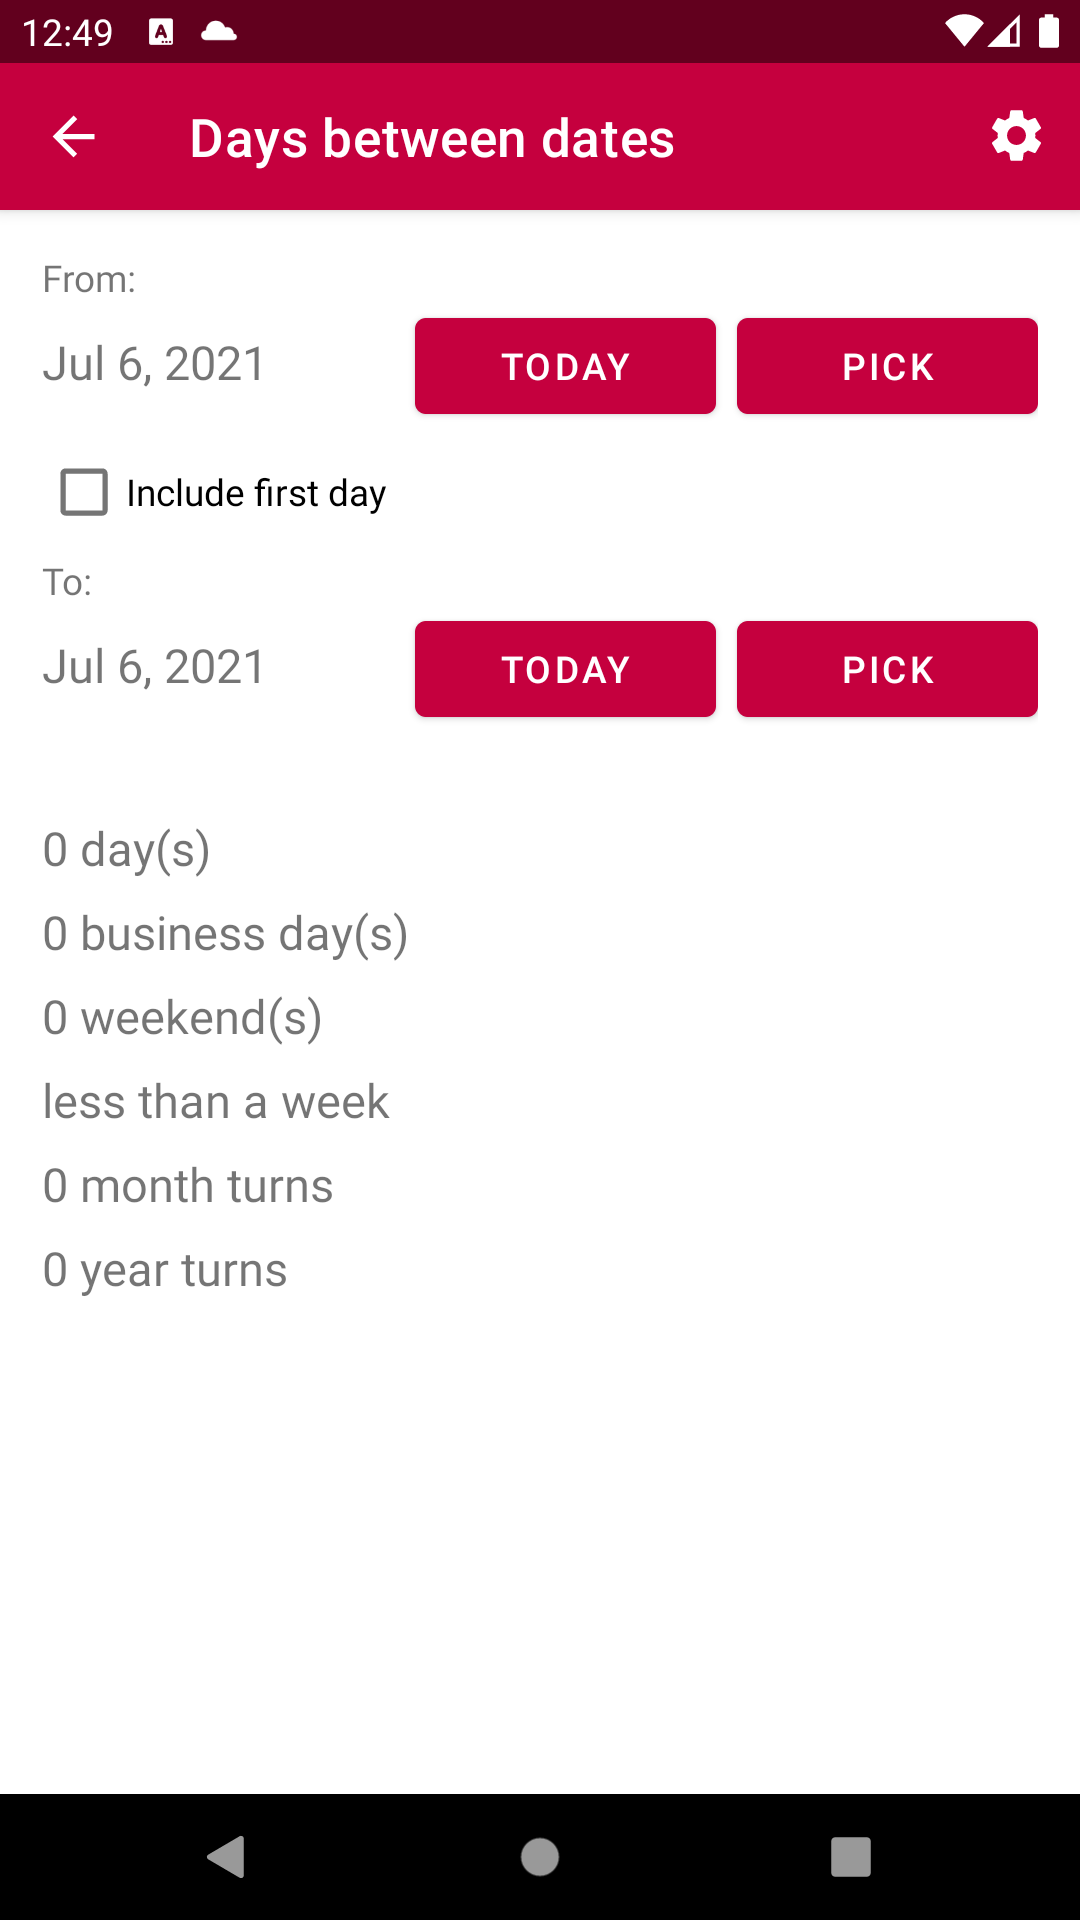 12:49
Days between dates
From:
Jul 6, 2021 TODAY PICK
Include first day
To:
Jul 6, 2021 TODAY PICK
0 day(s)
0 business day(s)
0 weekend(s)
less than a week
0 month turns
0 year turns